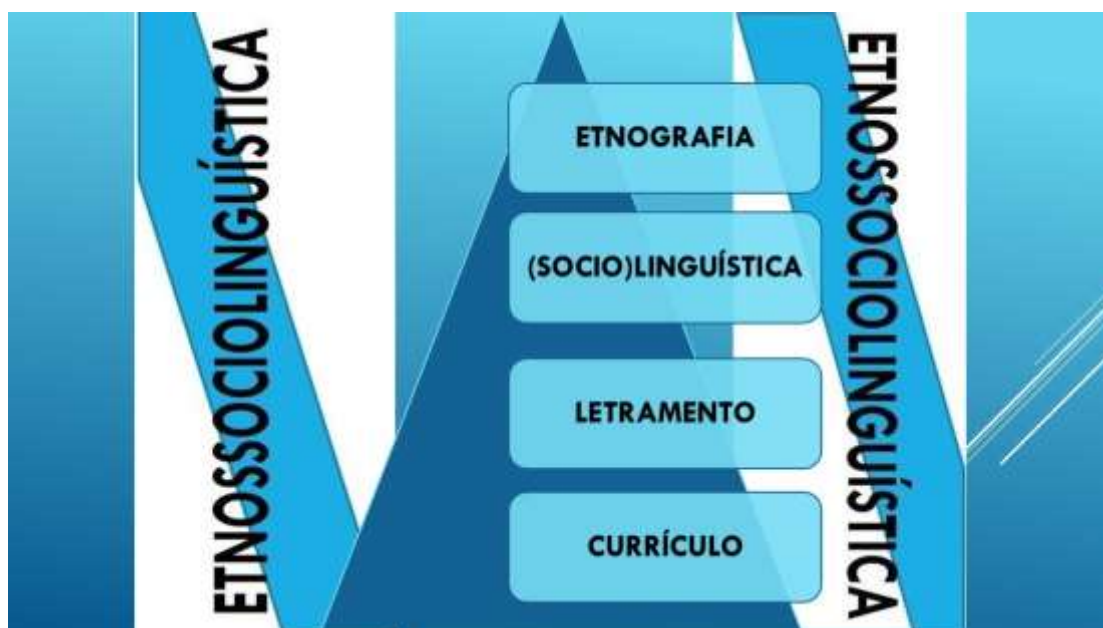 ETNOSSOCIOLINGUÍSTICA
ETNOGRAFIA
(SOCIO)LINGUÍSTICA
LETRAMENTO
CURRÍCULO
ETNOSSOCIOLINGUÍSTICA